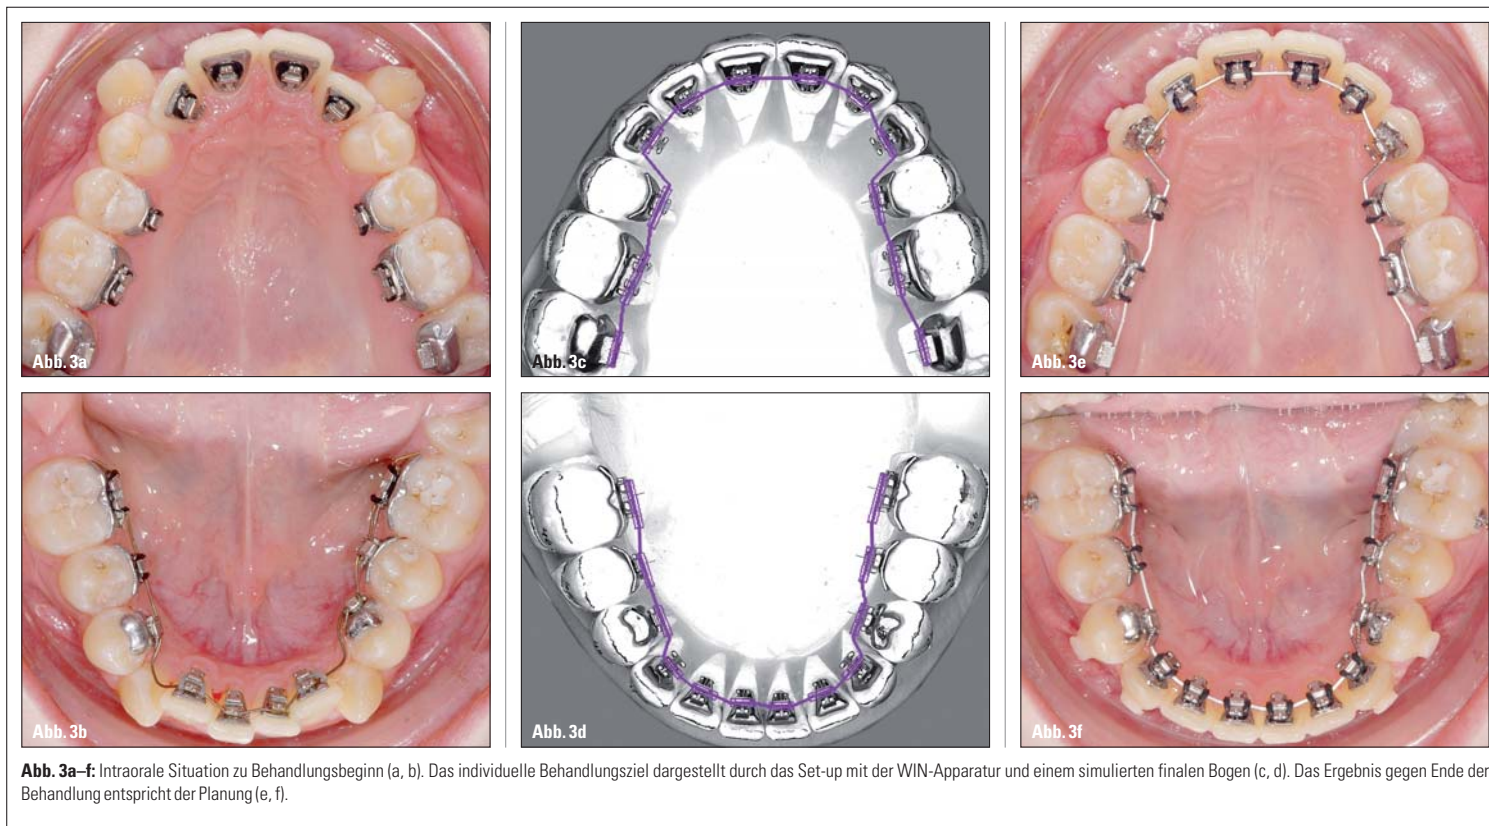 Abb. 3a
Abb. 3c
Abb. 3e
Abb. 3b
Abb. 3d
Abb. 3f
Abb. 3a–f: Intraorale Situation zu Behandlungsbeginn (a, b). Das individuelle Behandlungsziel dargestellt durch das Set-up mit der WIN-Apparatur und einem simulierten finalen Bogen (c, d). Das Ergebnis gegen Ende der
Behandlung entspricht der Planung (e, f).